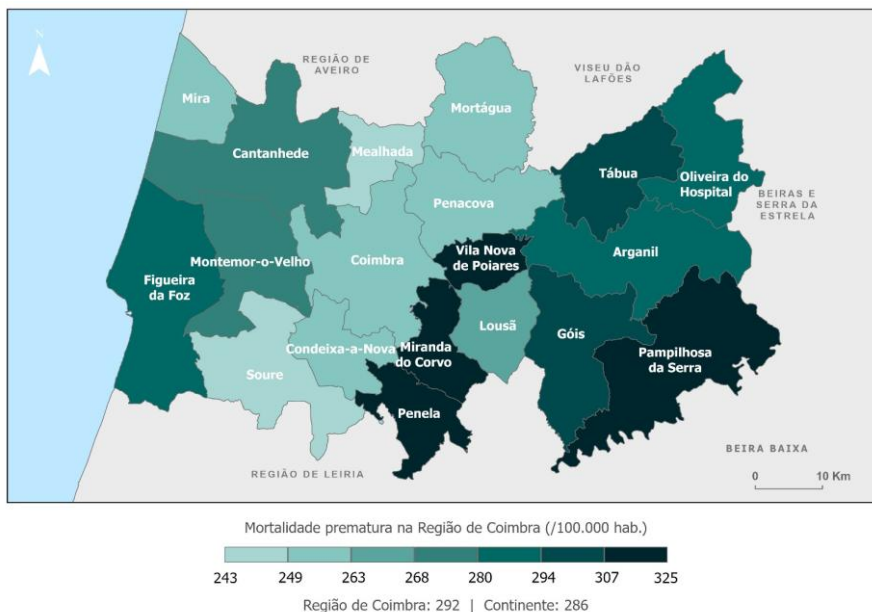 N
REGIÃO DE
AVEIRO
VISEU DÃO
LAFÕES
Mira
Mortágua
Cantanhede
Mealhada
Tábua
Oliveira do
Hospital
BEIRAS E
SERRA DA
ESTRELA
Penacova
Vila Nova
de Poiares
Arganil
Coimbra
Montemor-o-Velho
Figueira
da Foz
Lousã
Góis
Condeixa-a-Nova
Miranda
do Corvo
Pampilhosa
da Serra
Soure
Penela
REGIÃO DE LEIRIA
BEIRA BAIXA
0 10 Km
Mortalidade prematura na Região de Coimbra (/100.000 hab.)
243 249 263 268 280 294 307 325
Região de Coimbra: 292 | Continente: 286